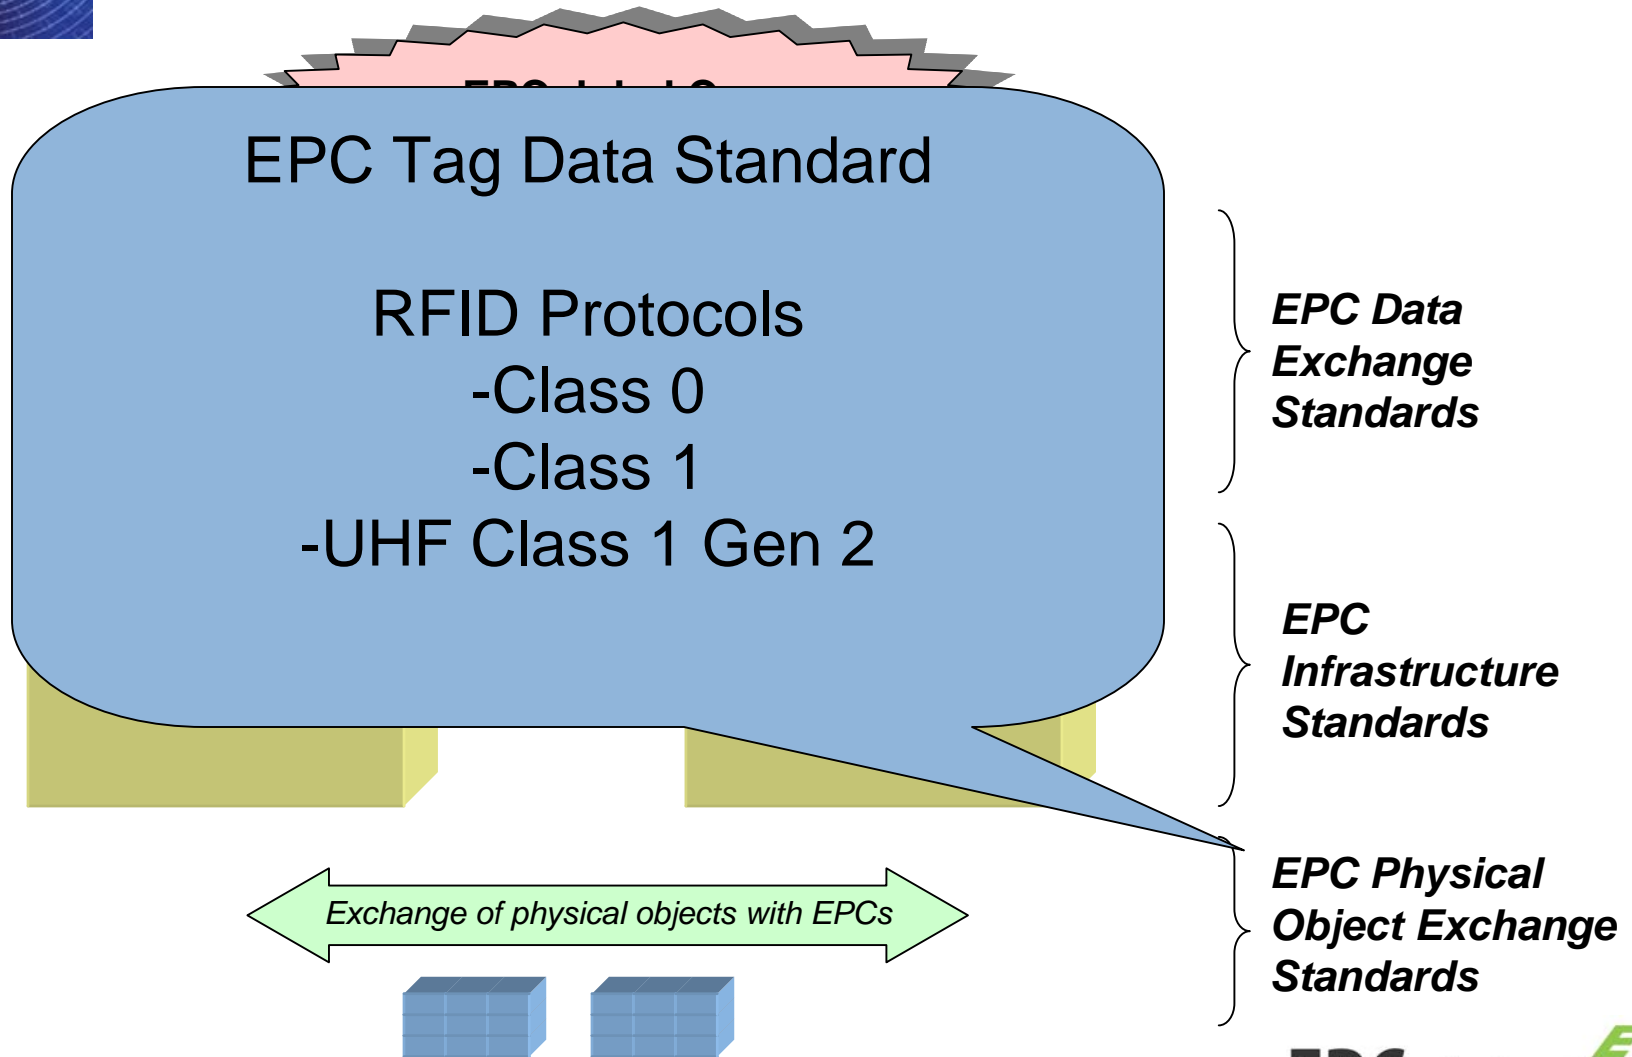 EPC Tag Data Standard
RFID Protocols
-Class 0
-Class 1
-UHF Class 1 Gen 2
EPC Data
Exchange
Standards
EPC
Infrastructure
Standards
EPC Physical
Object Exchange
Standards
Exchange of physical objects with EPCs